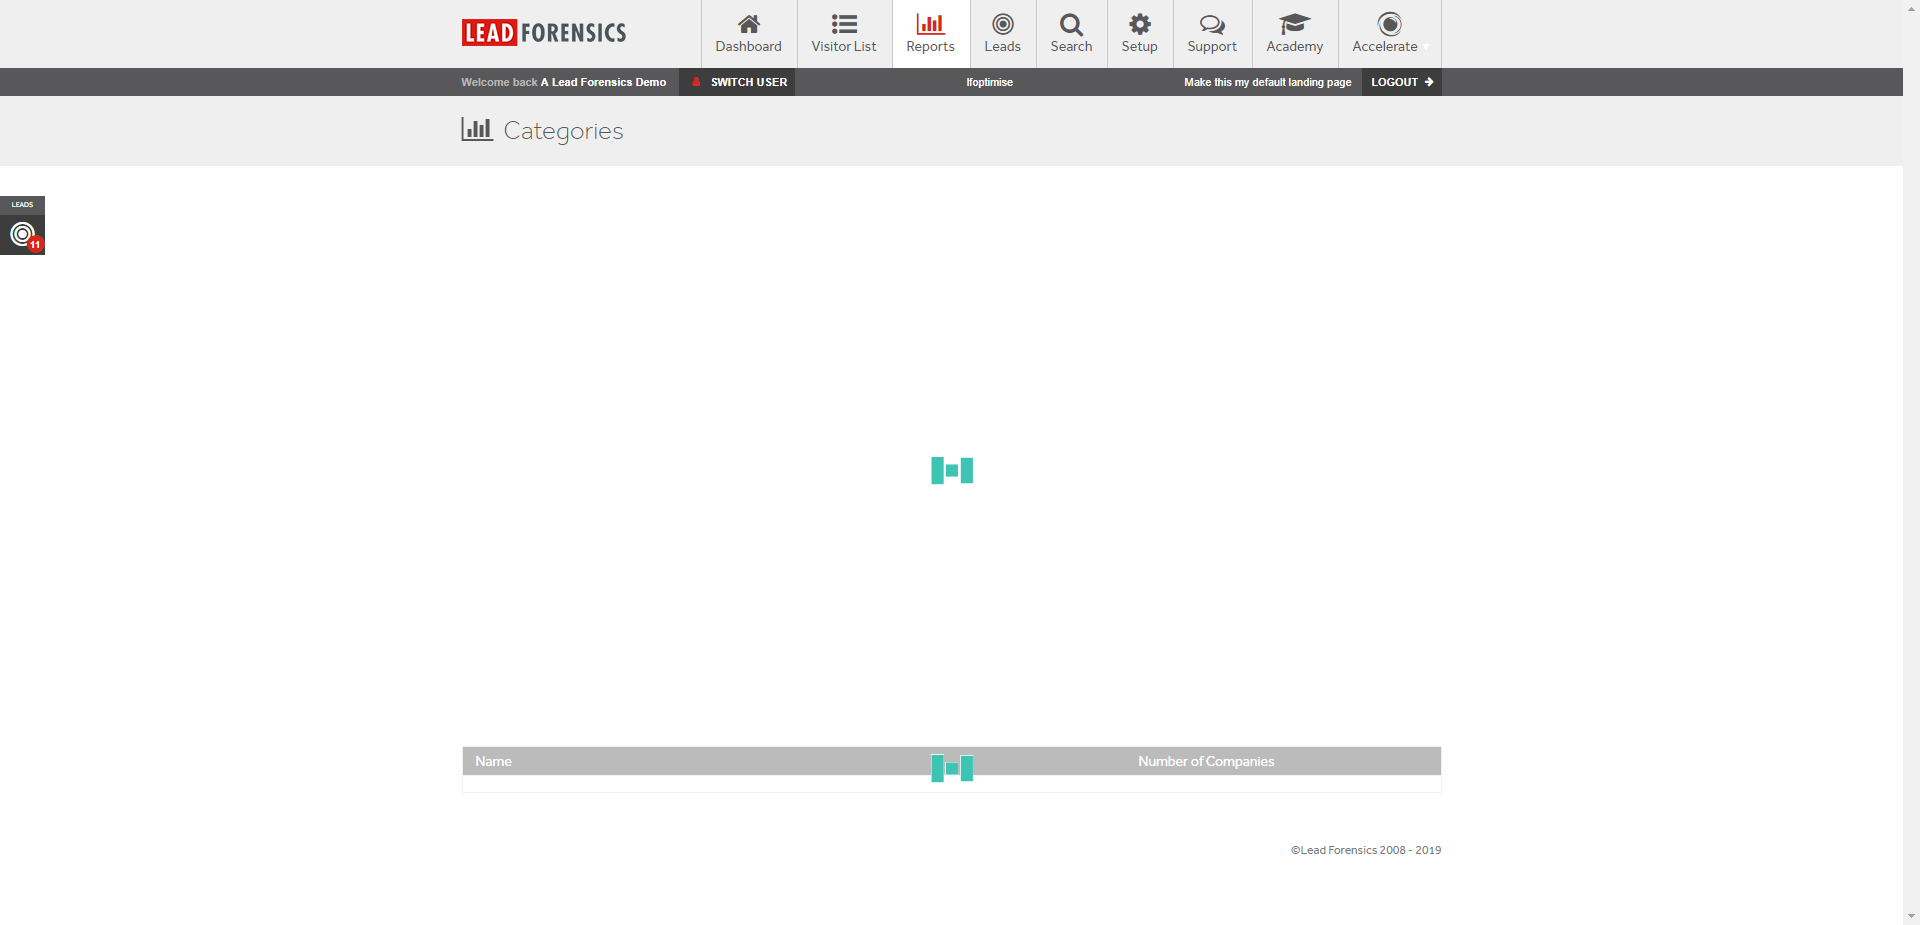 LEAD FORENSICS
Dashboard
Visitor List
Reports
Leads
Search
Setup
Support
Academy
Accelerate
Welcome back A Lead Forensics Demo
SWITCH USER
lfoptimise
Make this my default landing page
LOGOUT
Categories
LEADS
11
Name
Number of Companies
©Lead Forensics 2008 - 2019